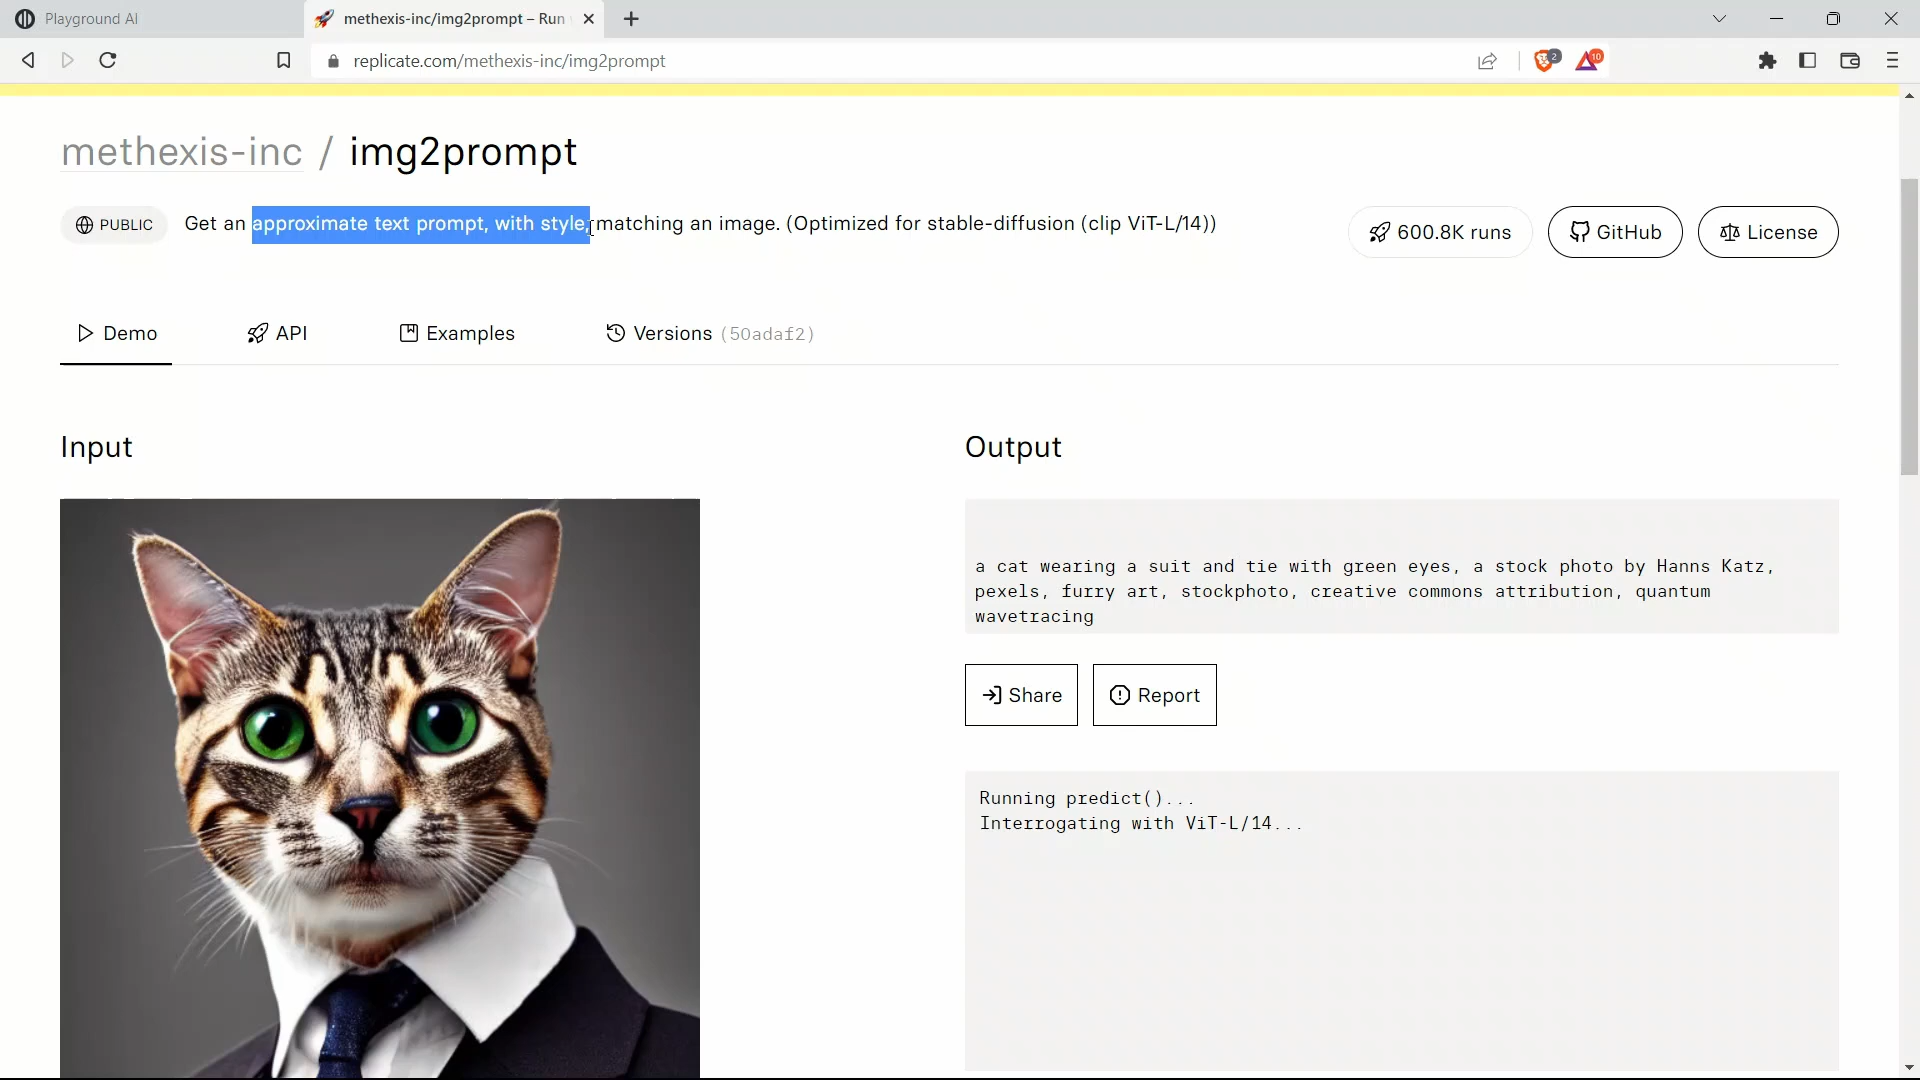 Playground AI
methexis-inc/img2prompt – Run
replicate.com/methexis-inc/img2prompt
2
10
methexis-inc / img2prompt
PUBLIC
Get an approximate text prompt, with style, matching an image. (Optimized for stable-diffusion (clip ViT-L/14))
600.8K runs
GitHub
License
Demo
API
Examples
Versions (50adaf2)
Input
Output
a cat wearing a suit and tie with green eyes, a stock photo by Hanns Katz,
pexels, furry art, stockphoto, creative commons attribution, quantum
wavetracing
Share
Report
Running predict()...
Interrogating with ViT-L/14...